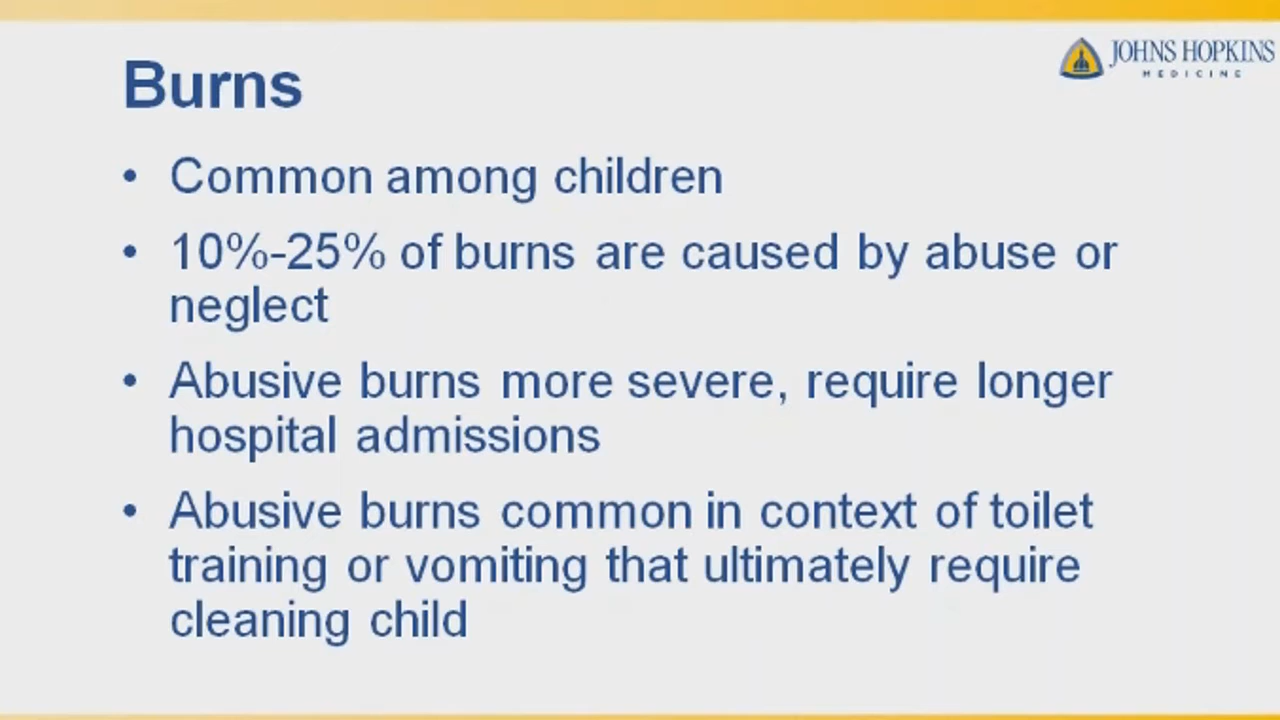 JOHNS HOPKINS
MEDICINE
Burns
• Common among children
• 10%-25% of burns are caused by abuse or
neglect
• Abusive burns more severe, require longer
hospital admissions
• Abusive burns common in context of toilet
training or vomiting that ultimately require
cleaning child